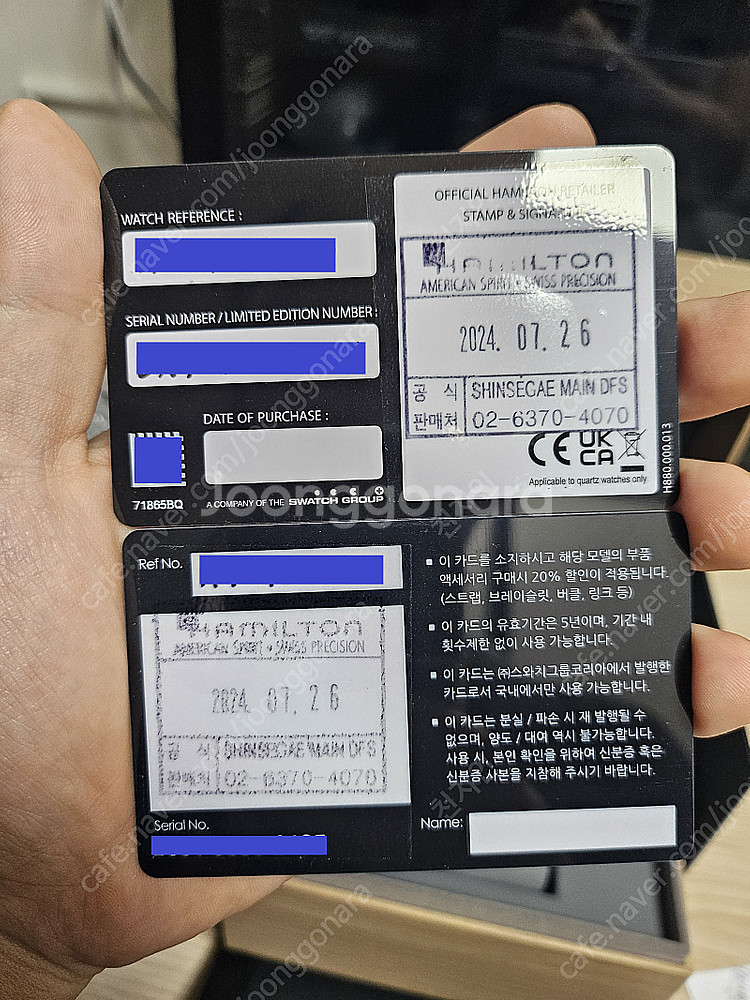 WATCH REFERENCE :
SERIAL NUMBER / LIMITED EDITION NUMBER :
DATE OF PURCHASE :
71865BQ
A COMPANY OF THE SWATCH GROUP
OFFICIAL HAMILTON RETAILER
STAMP & SIGNATURE
HAMILTON
AMERICAN SPIRIT • SWISS PRECISION
2024. 07. 26
공 식 SHINSEGAE MAIN DFS
판매처 02-6370-4070
CE UK CA
Applicable to quartz watches only
H880.000.013
Joonggonara
Ref No.
HAMILTON
AMERICAN SPIRIT • SWISS PRECISION
2024. 07. 26
공 식 SHINSEGAE MAIN DFS
판매처 02-6370-4070
Serial No.
이 카드를 소지하시고 해당 모델의 부품
액세서리 구매시 20% 할인이 적용됩니다.
(스트랩, 브레이슬릿, 버클, 링크 등)
이 카드의 유효기간은 5년이며, 기간 내
횟수제한 없이 사용 가능합니다.
이 카드는 ㈜스와치그룹코리아에서 발행한
카드로서 국내에서만 사용 가능합니다.
이 카드는 분실 / 파손 시 재 발행될 수
없으며, 양도 / 대여 역시 불가능합니다.
사용 시, 본인 확인을 위하여 신분증 혹은
신분증 사본을 지참해 주시기 바랍니다.
Name:
cafe.naver.com/joonggonara